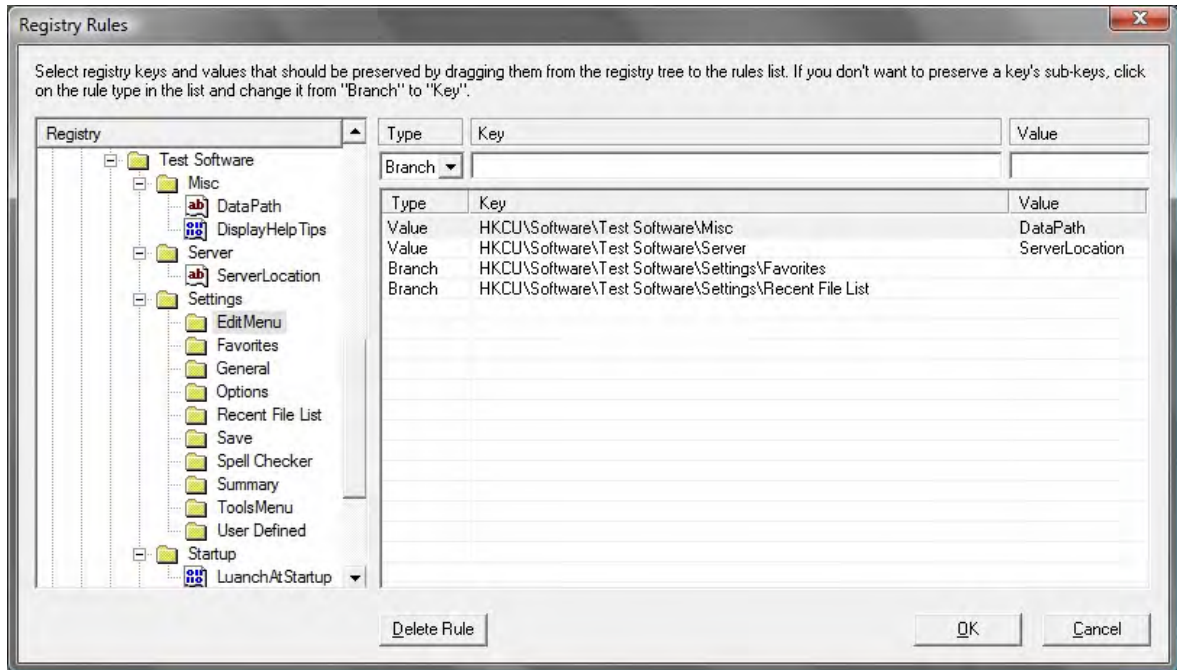 Registry Rules
Select registry keys and values that should be preserved by dragging them from the registry tree to the rules list. If you don't want to preserve a key's sub-keys, click
on the rule type in the list and change it from "Branch" to "Key".
Registry
Test Software
Misc
DataPath
DisplayHelpTips
Server
ServerLocation
Settings
EditMenu
Favorites
General
Options
Recent File List
Save
Spell Checker
Summary
ToolsMenu
User Defined
Startup
LuanchAtStartup
Type Key Value
Branch
Type Key Value
Value HKCU\Software\Test Software\Misc DataPath
Value HKCU\Software\Test Software\Server ServerLocation
Branch HKCU\Software\Test Software\Settings\Favorites
Branch HKCU\Software\Test Software\Settings\Recent File List
Delete Rule OK Cancel